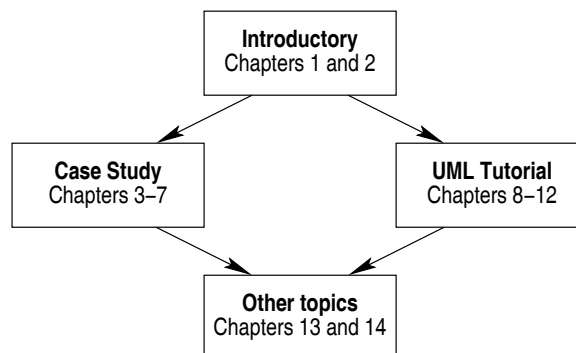 Introductory
Chapters 1 and 2
Case Study
Chapters 3–7
UML Tutorial
Chapters 8–12
Other topics
Chapters 13 and 14